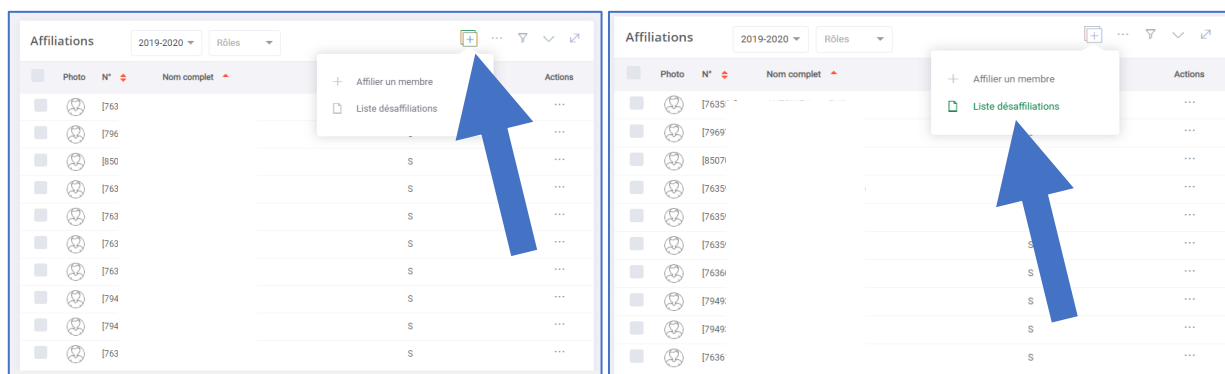 Affiliations 2019-2020 Rôles
Affilier un membre
Liste désaffiliations
Photo N° Nom complet Actions
[763
[796
[850 S
[763 S
[763 S
[763 S
[763 S
[794 S
[794 S
[763 S
Affiliations 2019-2020 Rôles
Affilier un membre
Liste désaffiliations
Photo N° Nom complet Actions
[7635
[7969
[8507
[7635
[7635
[7635 S
[7636 S
[794 S
[794 S
[7636 S